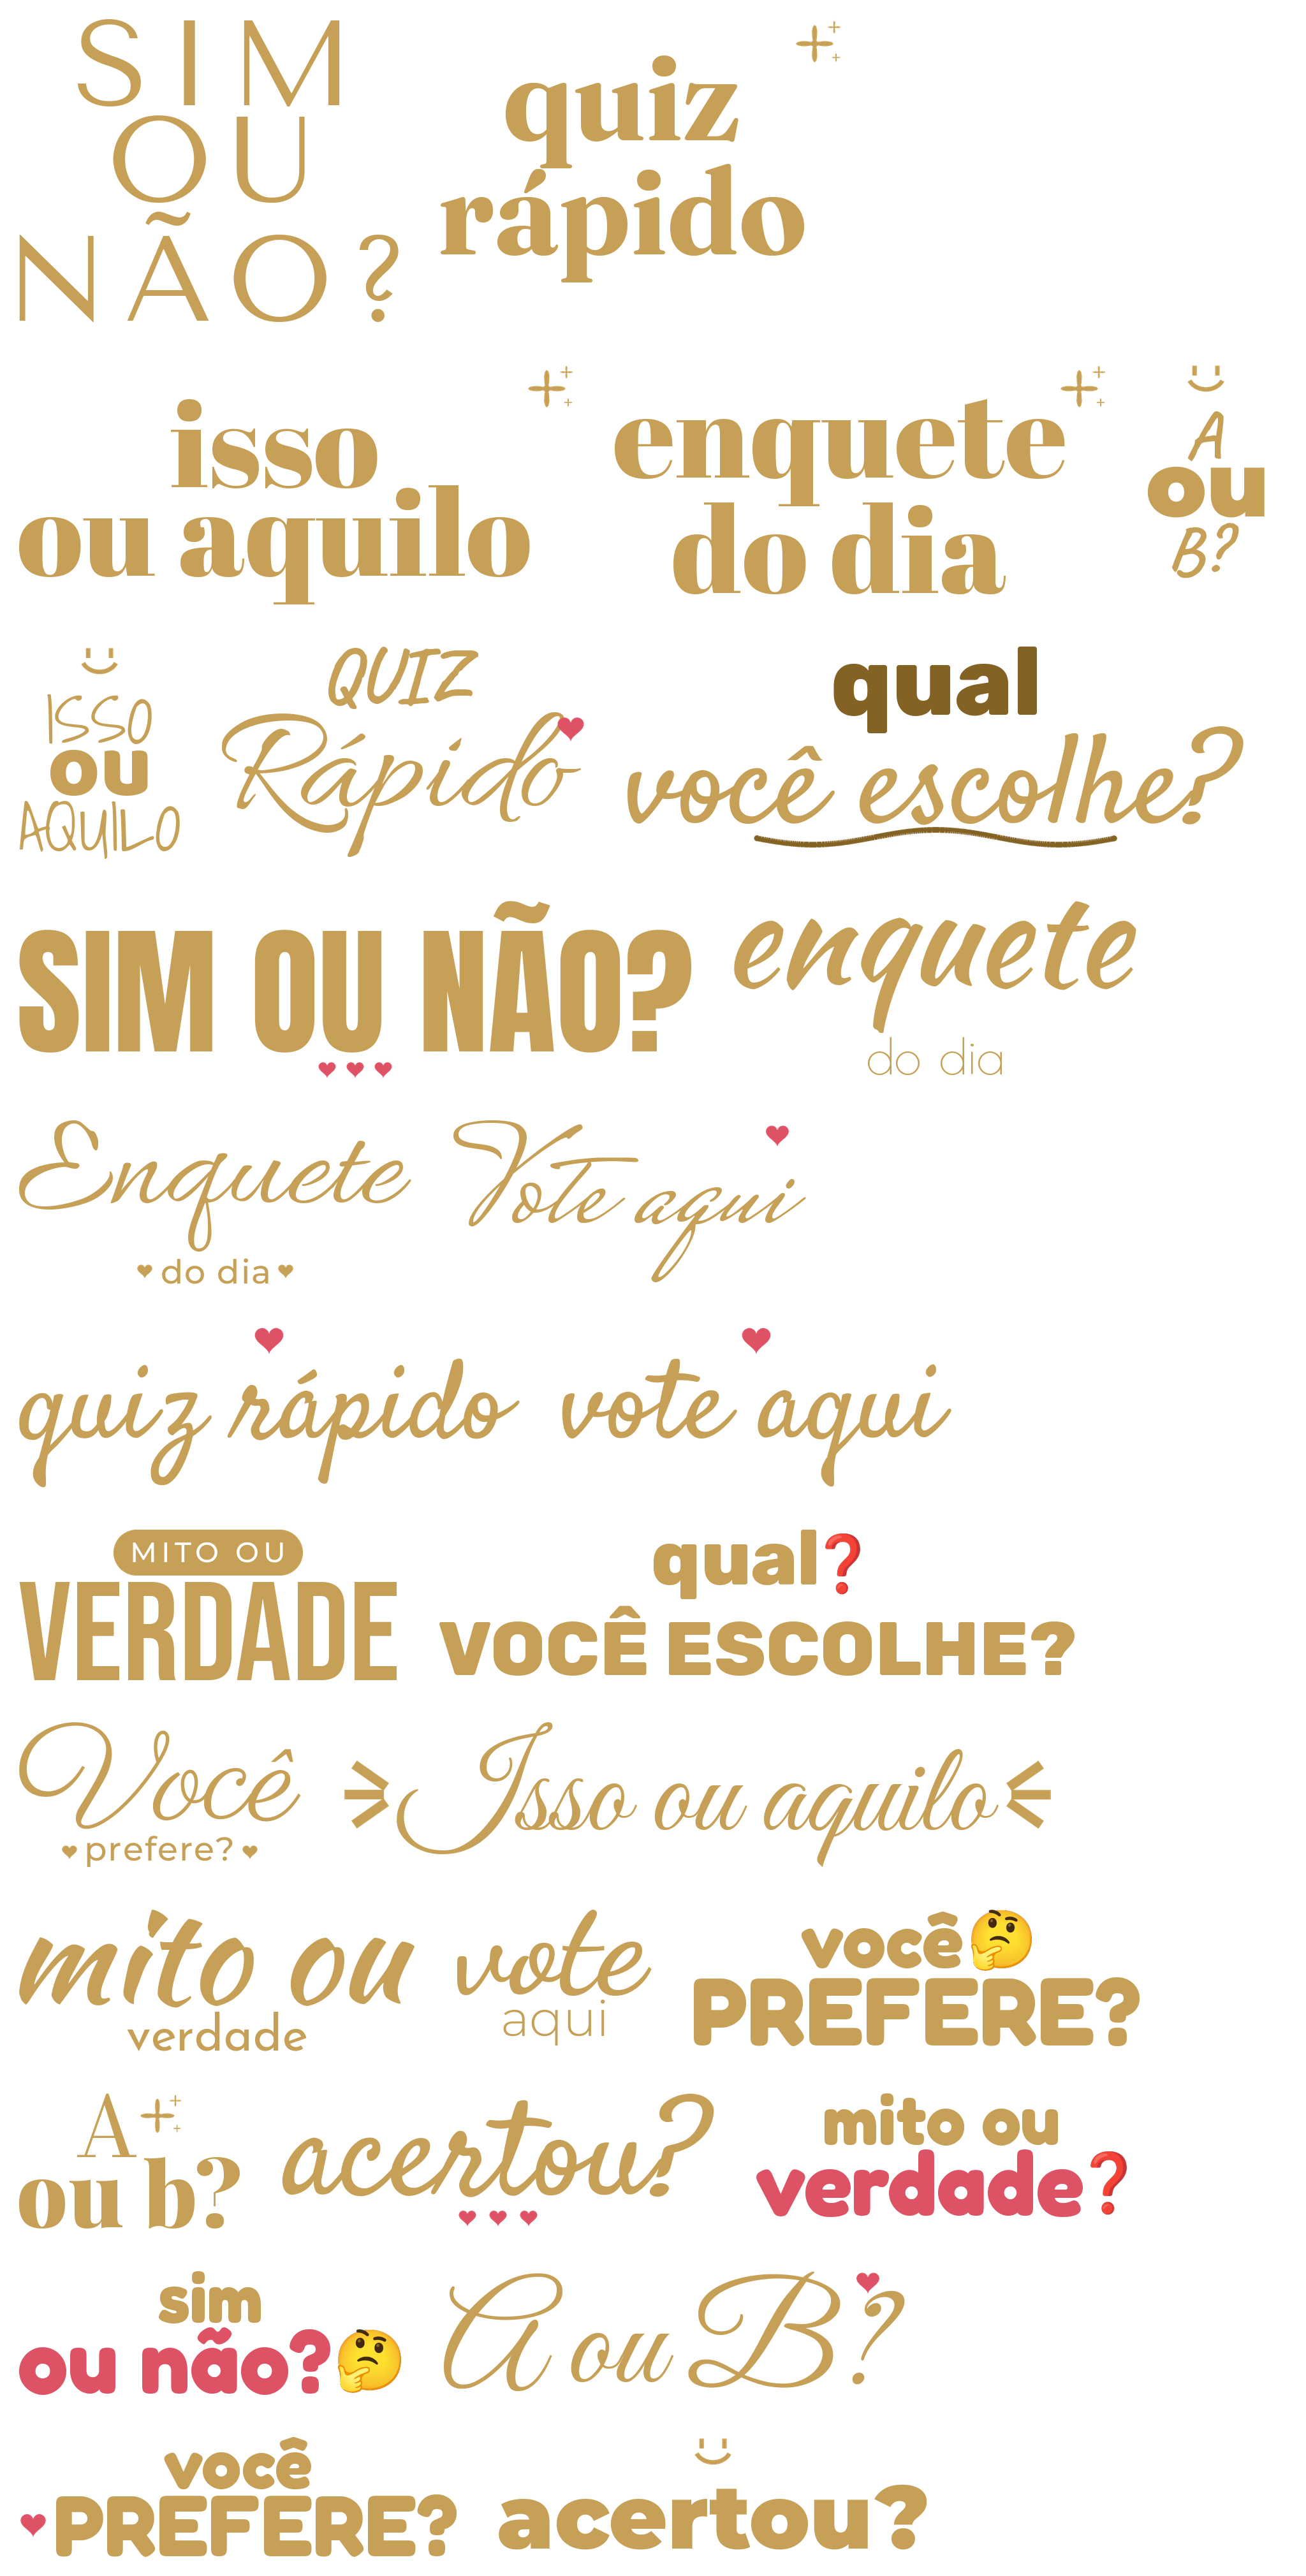 SIM
OU
NÃO?
quiz
rápido
isso
ou aquilo
enquete
do dia
A
ou
B?
ISSO
ou
AQUILO
QUIZ
Rápido
qual
você escolhe?
SIM OU NÃO?
enquete
do dia
Enquete
do dia
Vote aqui
quiz rápido
vote aqui
MITO OU
VERDADE
qual❓
VOCÊ ESCOLHE?
Você
prefere?
Isso ou aquilo
mito ou
verdade
vote
aqui
você
PREFERE?
A
ou b?
acertou?
mito ou
verdade❓
sim
ou não?
A ou B?
você
PREFERE?
acertou?